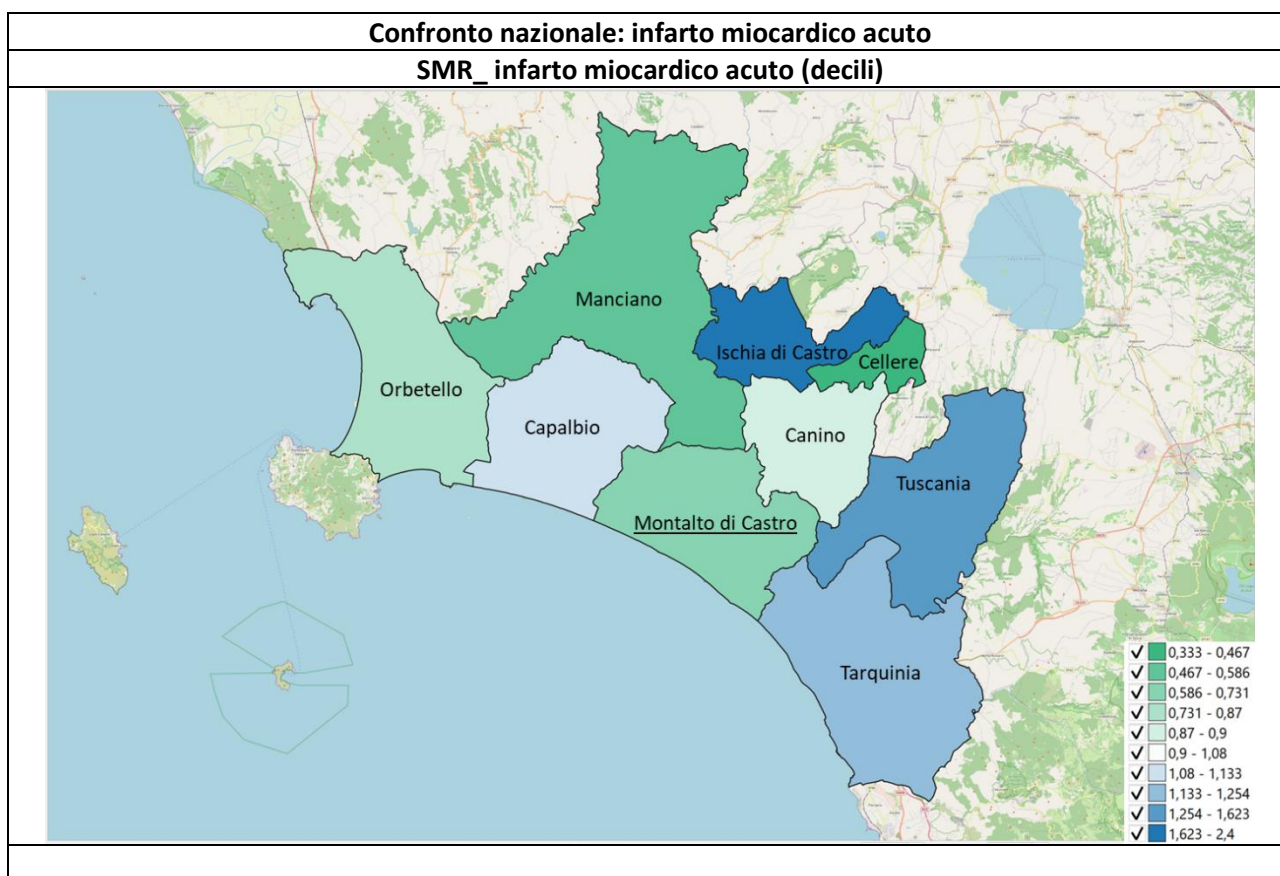 Confronto nazionale: infarto miocardico acuto
SMR_ infarto miocardico acuto (decili)
Manciano
Ischia di Castro
Cellere
Orbetello
Capalbio
Canino
Tuscania
Montalto di Castro
Tarquinia
✓ 0,333 - 0,467
✓ 0,467 - 0,586
✓ 0,586 - 0,731
✓ 0,731 - 0,87
✓ 0,87 - 0,9
✓ 0,9 - 1,08
✓ 1,08 - 1,133
✓ 1,133 - 1,254
✓ 1,254 - 1,623
✓ 1,623 - 2,4